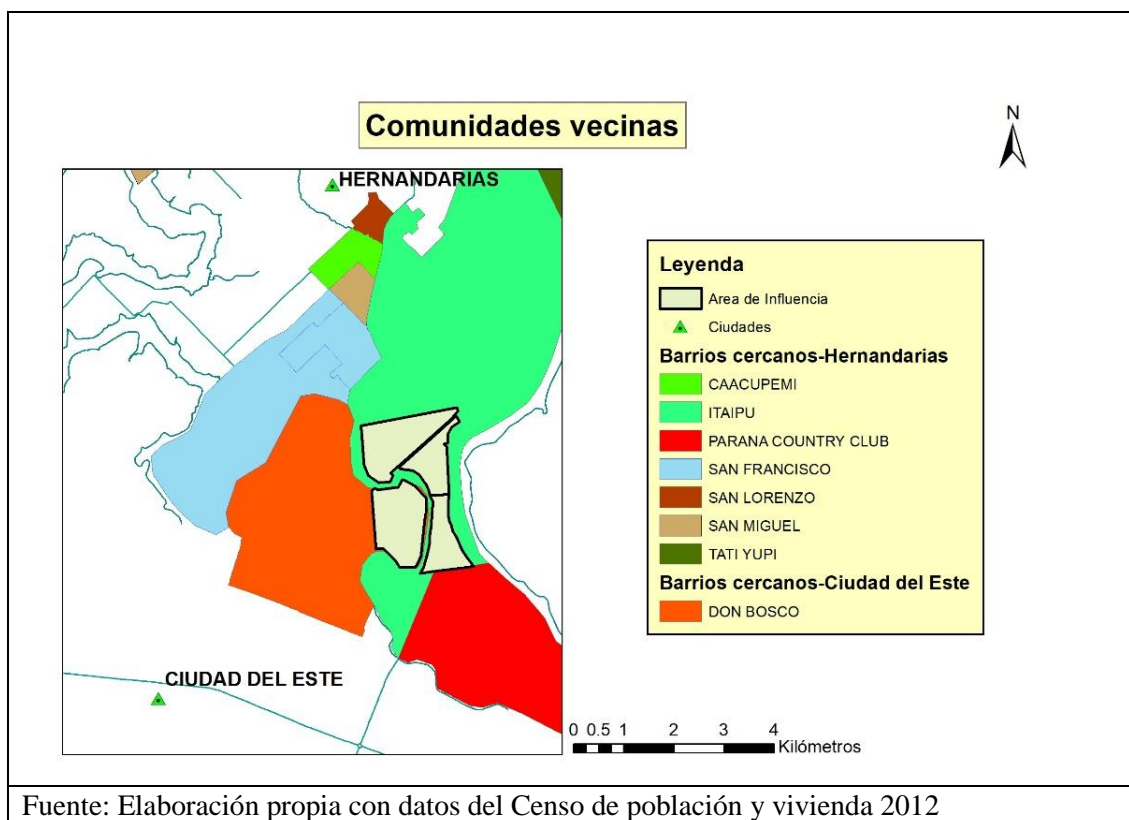 Comunidades vecinas
N
HERNANDARIAS
CIUDAD DEL ESTE
Leyenda
Area de Influencia
Ciudades
Barrios cercanos-Hernandarias
CAACUPEMI
ITAIPU
PARANA COUNTRY CLUB
SAN FRANCISCO
SAN LORENZO
SAN MIGUEL
TATI YUPI
Barrios cercanos-Ciudad del Este
DON BOSCO
0 0.5 1 2 3 4
Kilómetros
Fuente: Elaboración propia con datos del Censo de población y vivienda 2012